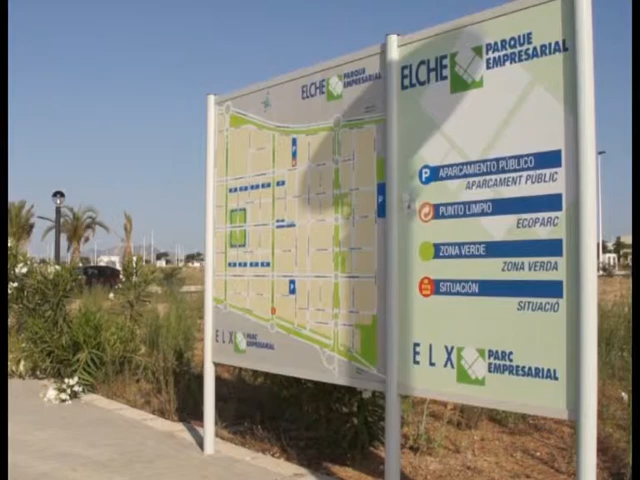 ELCHE PARQUE
EMPRESARIAL
P
P
P
ELX PARC
EMPRESARIAL
ELCHE PARQUE
EMPRESARIAL
P APARCAMIENTO PÚBLICO
APARCAMENT PUBLIC
PUNTO LIMPIO
ECOPARC
ZONA VERDE
ZONA VERDA
SITUACIÓN
SITUACIÓ
ELX PARC
EMPRESARIAL